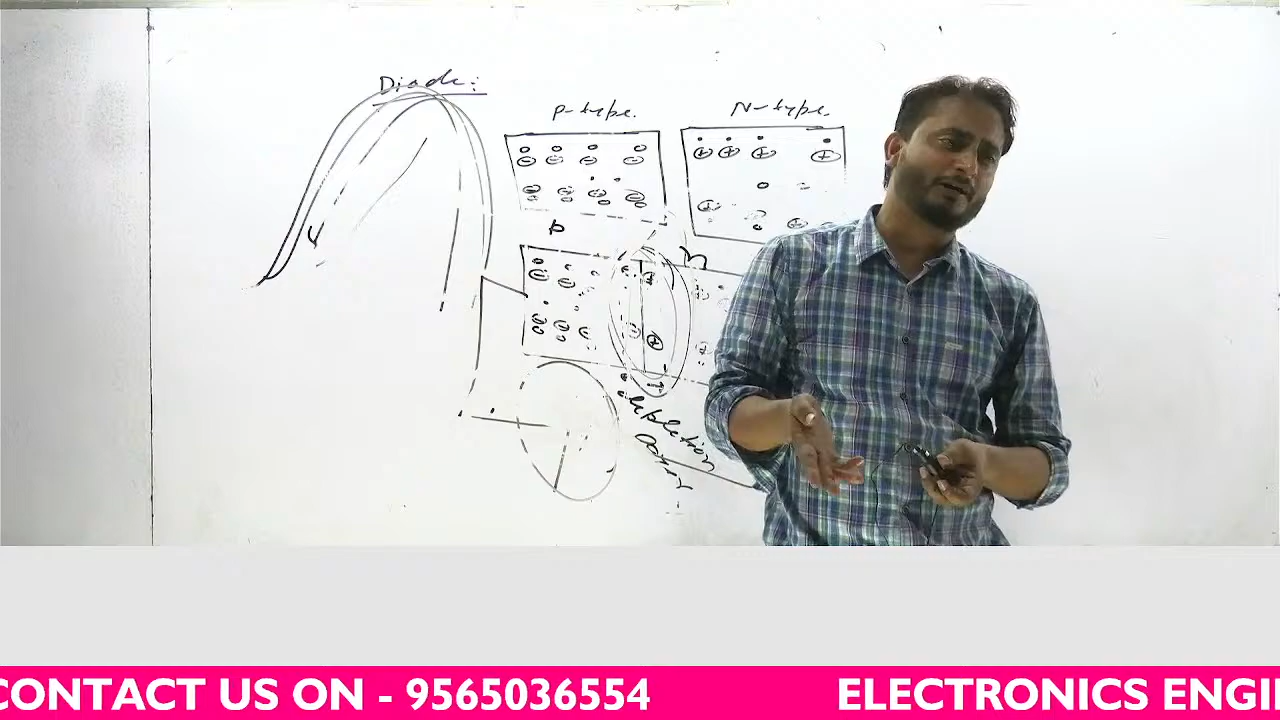 Diode :
P-type.
N-type.
P
depletion
CONTACT US ON - 9565036554
ELECTRONICS ENGI